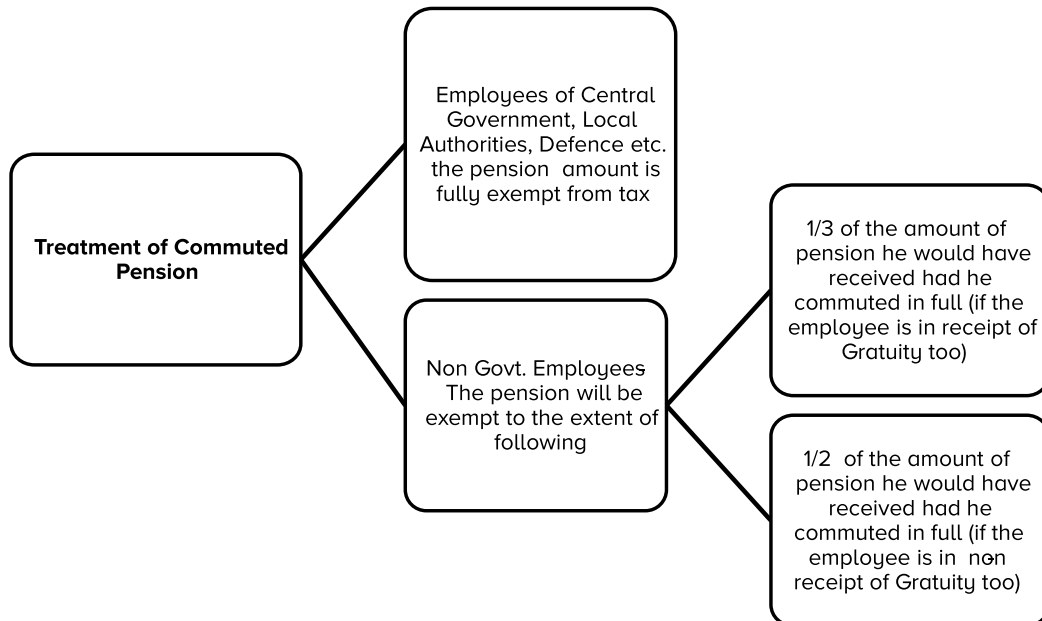 Treatment of Commuted
Pension
Employees of Central
Government, Local
Authorities, Defence etc.
the pension amount is
fully exempt from tax
Non Govt. Employees-
The pension will be
exempt to the extent of
following
1/3 of the amount of
pension he would have
received had he
commuted in full (if the
employee is in receipt of
Gratuity too)
1/2 of the amount of
pension he would have
received had he
commuted in full (if the
employee is in non-
receipt of Gratuity too)